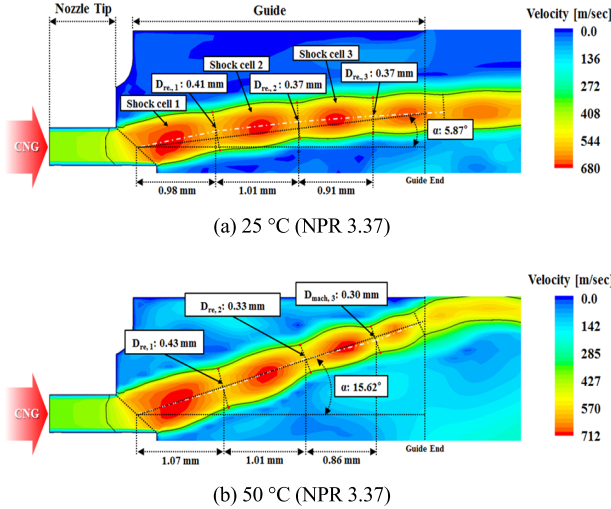 Nozzle Tip
Guide
Velocity [m/sec]
0.0
136
272
408
544
680
Shock cell 3
Shock cell 2
Dre., 1 : 0.41 mm
Dre., 2 : 0.37 mm
Dre., 3 : 0.37 mm
Shock cell 1
α: 5.87°
CNG
Guide End
0.98 mm
1.01 mm
0.91 mm
(a) 25 °C (NPR 3.37)
Velocity [m/sec]
0.0
142
285
427
570
712
Dmach, 3: 0.30 mm
Dre, 2: 0.33 mm
Dre, 1: 0.43 mm
α: 15.62°
CNG
Guide End
1.07 mm
1.01 mm
0.86 mm
(b) 50 °C (NPR 3.37)